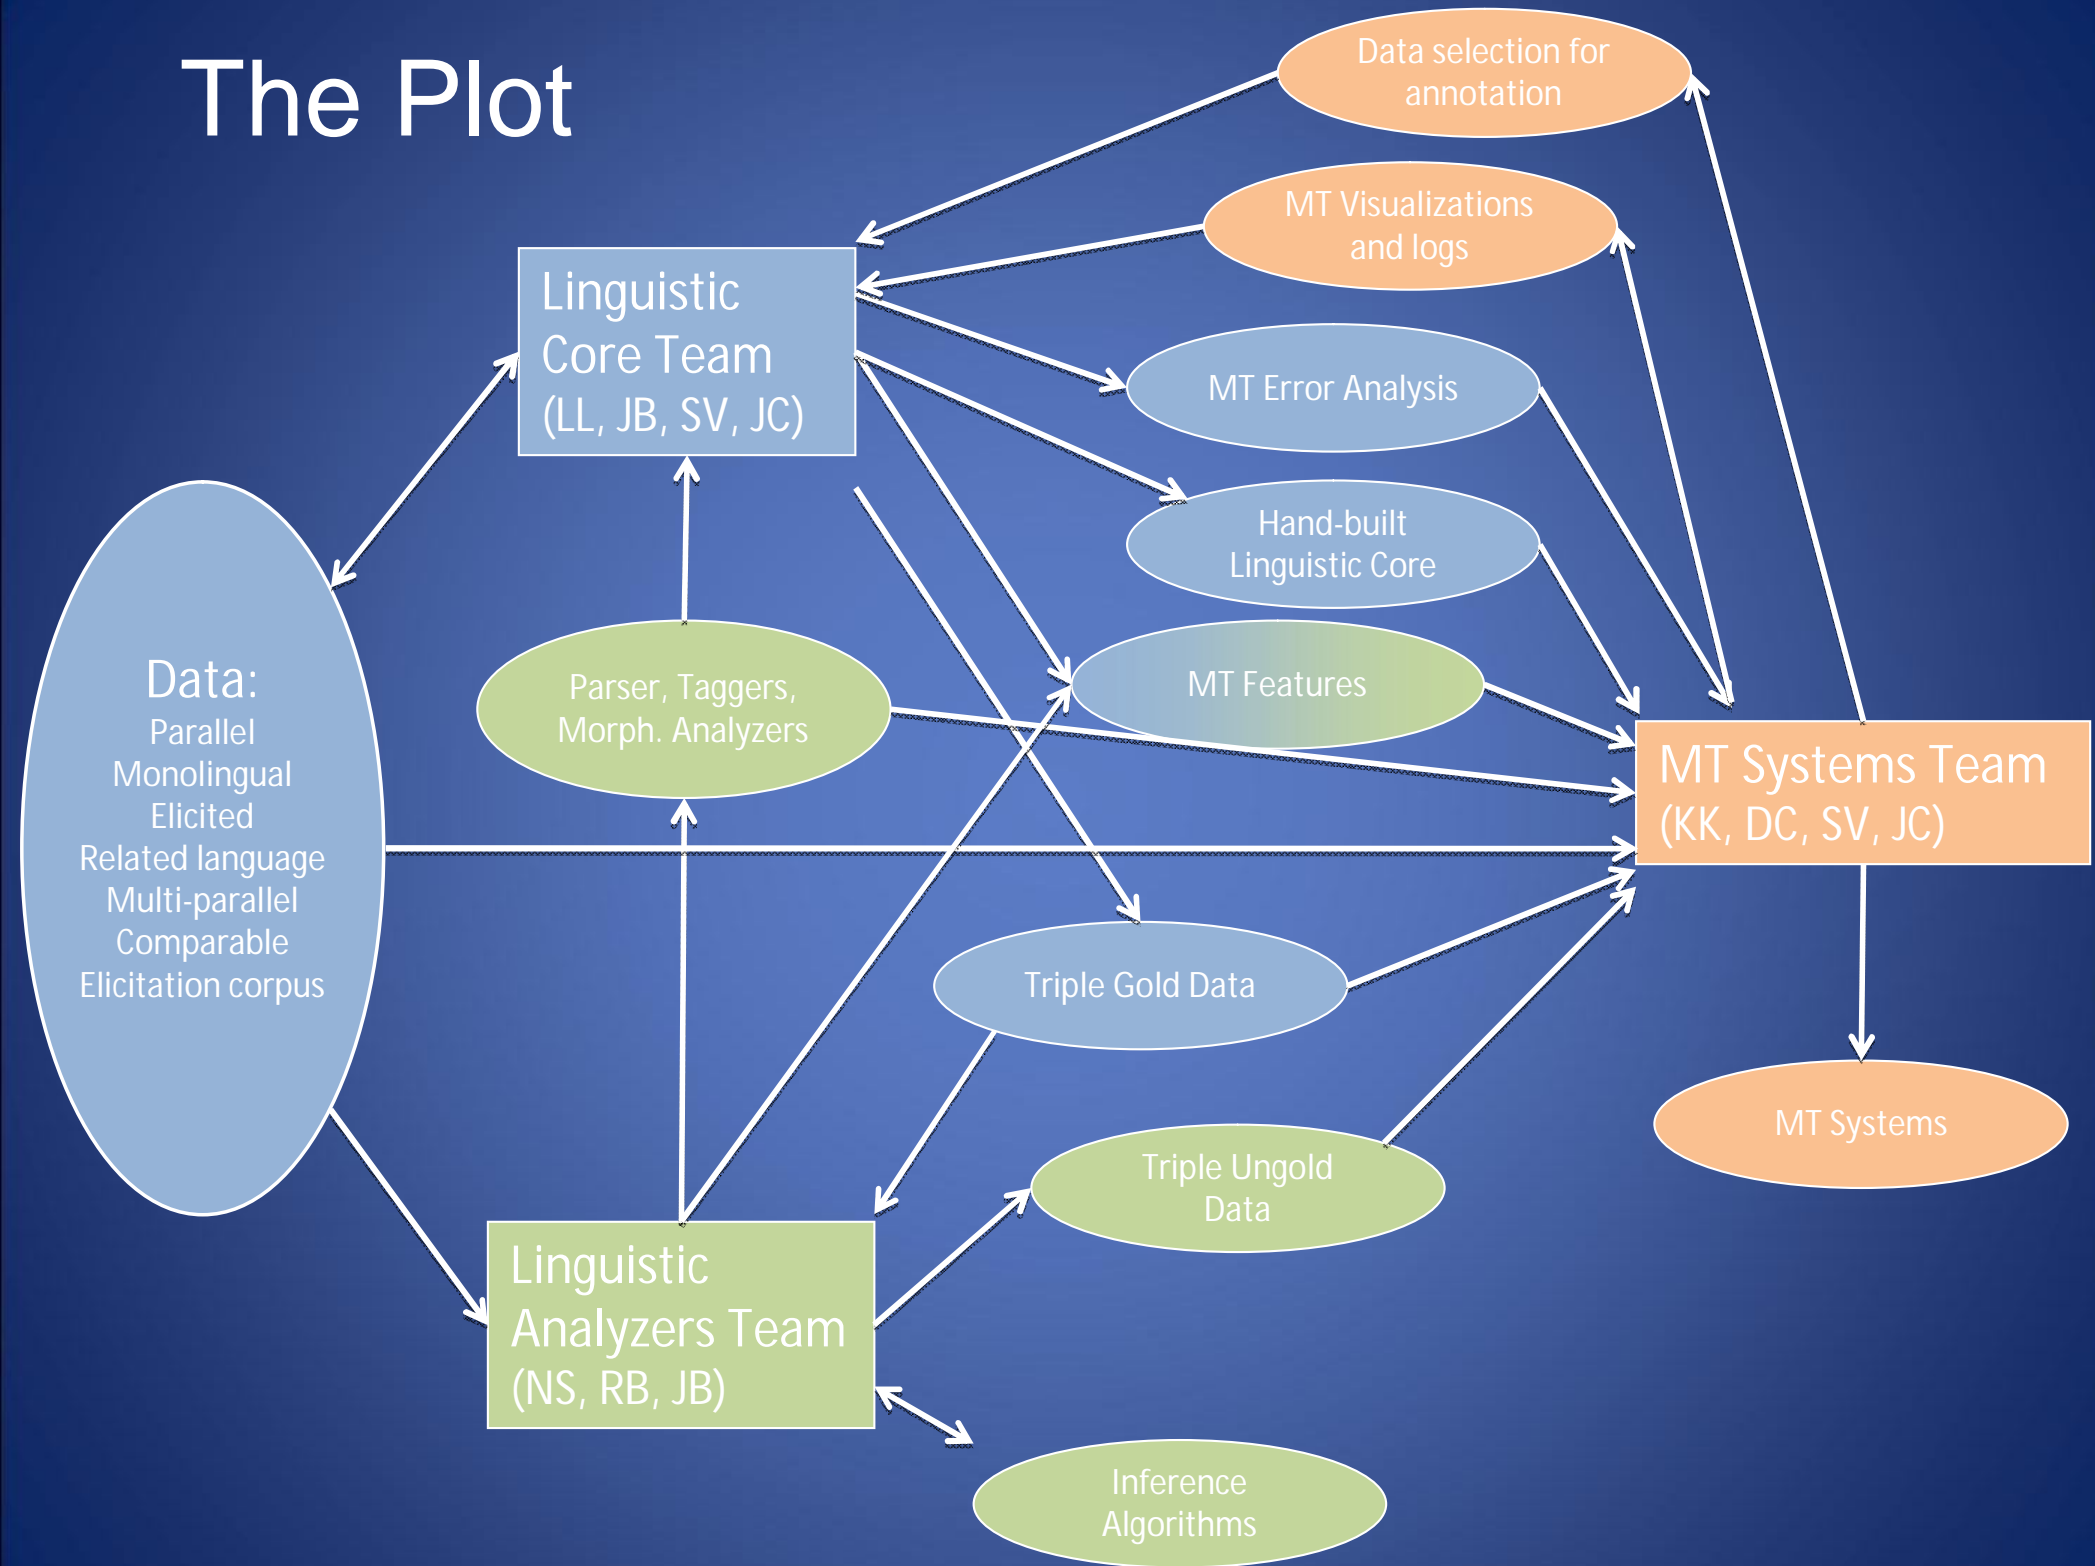 The Plot
Data selection for
annotation
MT Visualizations
and logs
Linguistic
Core Team
(LL, JB, SV, JC)
MT Error Analysis
Hand-built
Linguistic Core
Data:
Parallel
Monolingual
Elicited
Related language
Multi-parallel
Comparable
Elicitation corpus
Parser, Taggers,
Morph. Analyzers
MT Features
MT Systems Team
(KK, DC, SV, JC)
Triple Gold Data
MT Systems
Triple Ungold
Data
Linguistic
Analyzers Team
(NS, RB, JB)
Inference
Algorithms